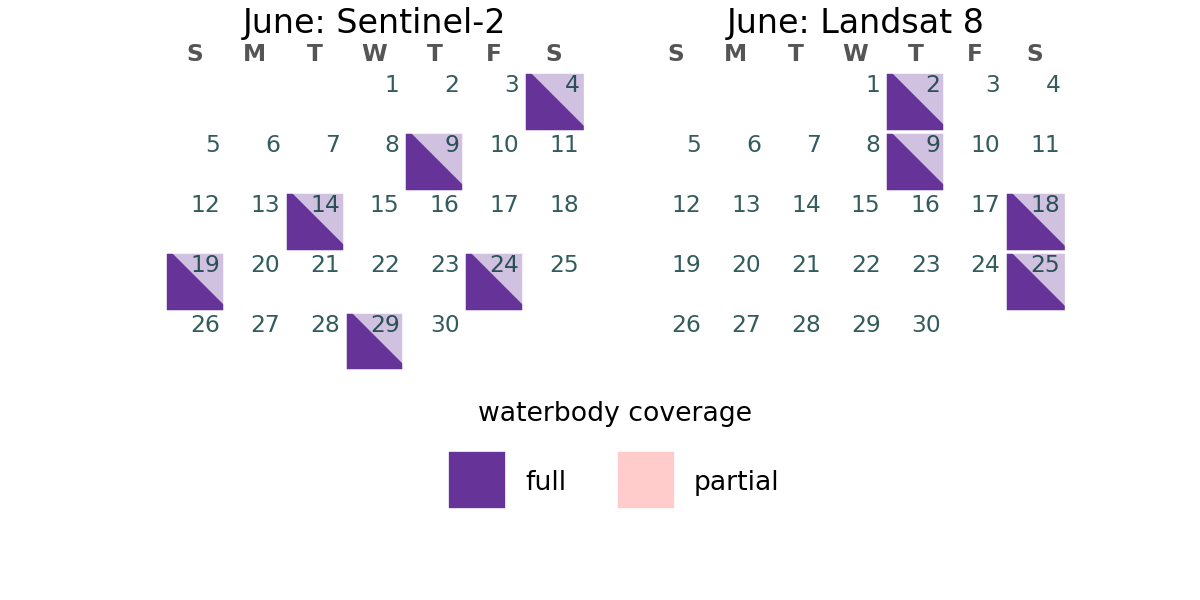 June: Sentinel-2
S M T W T F S
1 2 3 4
5 6 7 8 9 10 11
12 13 14 15 16 17 18
19 20 21 22 23 24 25
26 27 28 29 30
June: Landsat 8
S M T W T F S
1 2 3 4
5 6 7 8 9 10 11
12 13 14 15 16 17 18
19 20 21 22 23 24 25
26 27 28 29 30
waterbody coverage
full partial